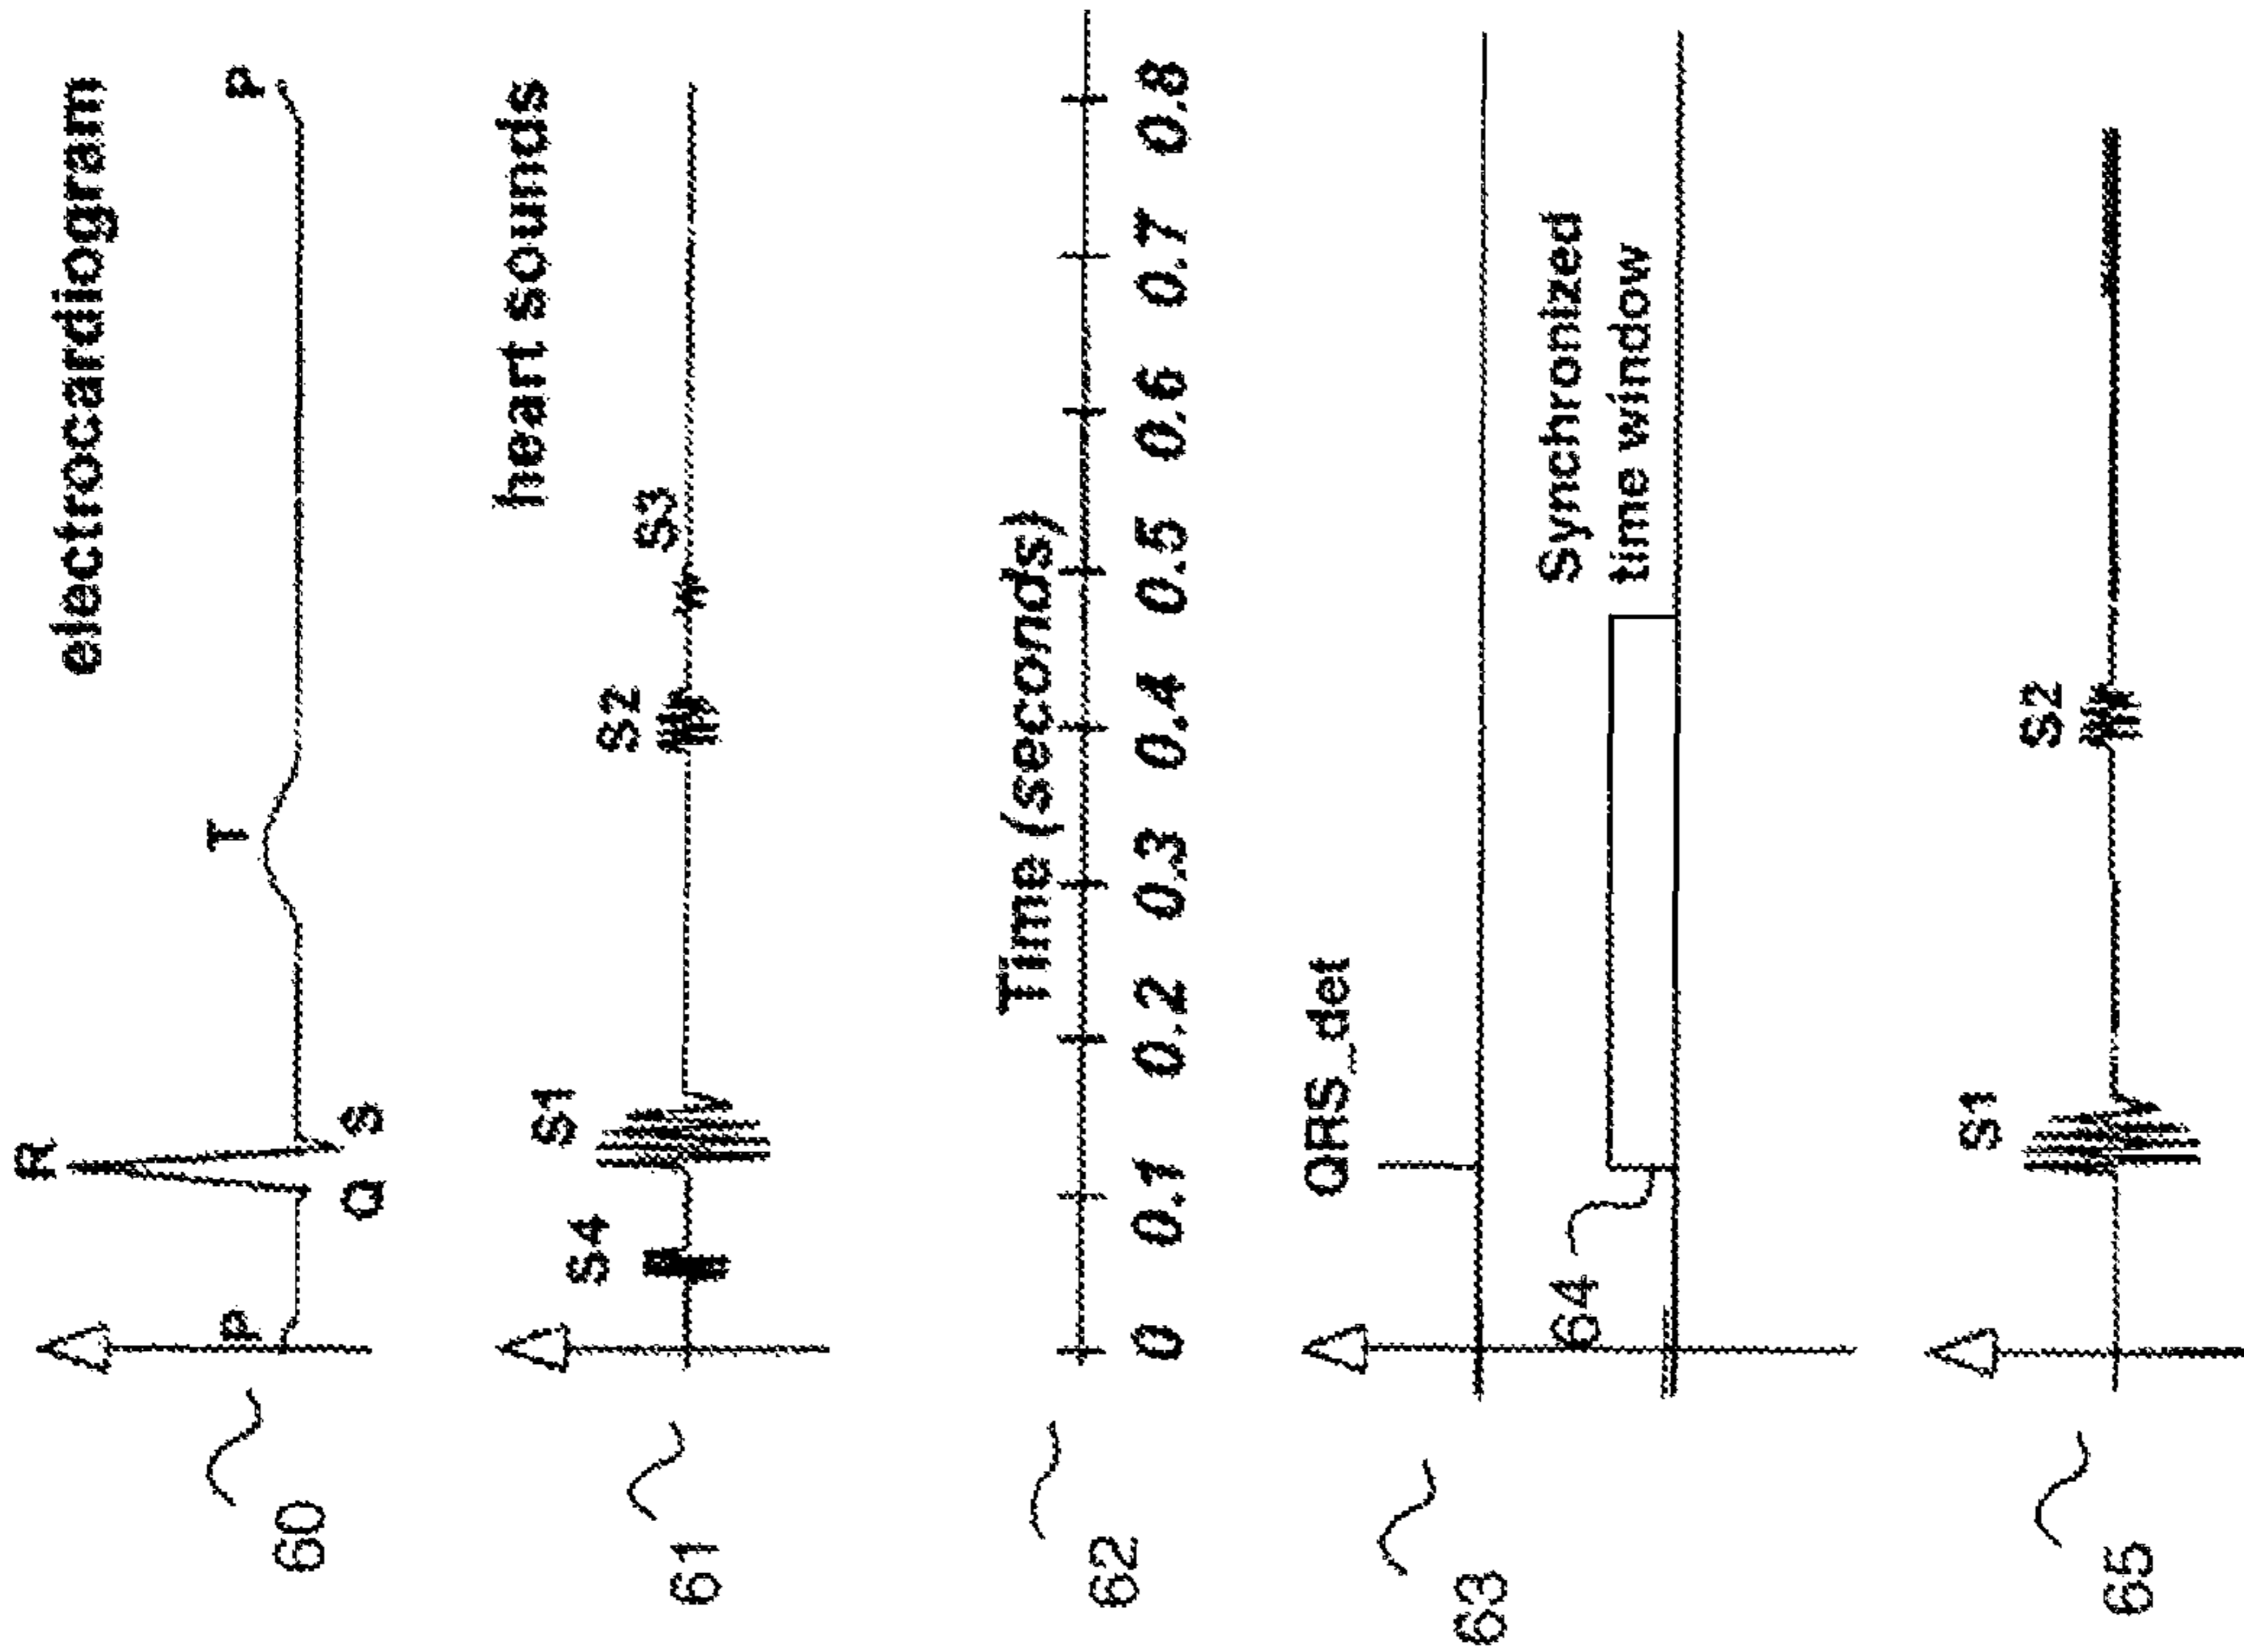 electrocardiogram
R
P
T
P
Q
S
60
heart sounds
S4
S1
S2
S3
61
Time (seconds)
0 0.1 0.2 0.3 0.4 0.5 0.6 0.7 0.8
62
QRS_det
63
64
Synchronized
time window
S1
S2
65